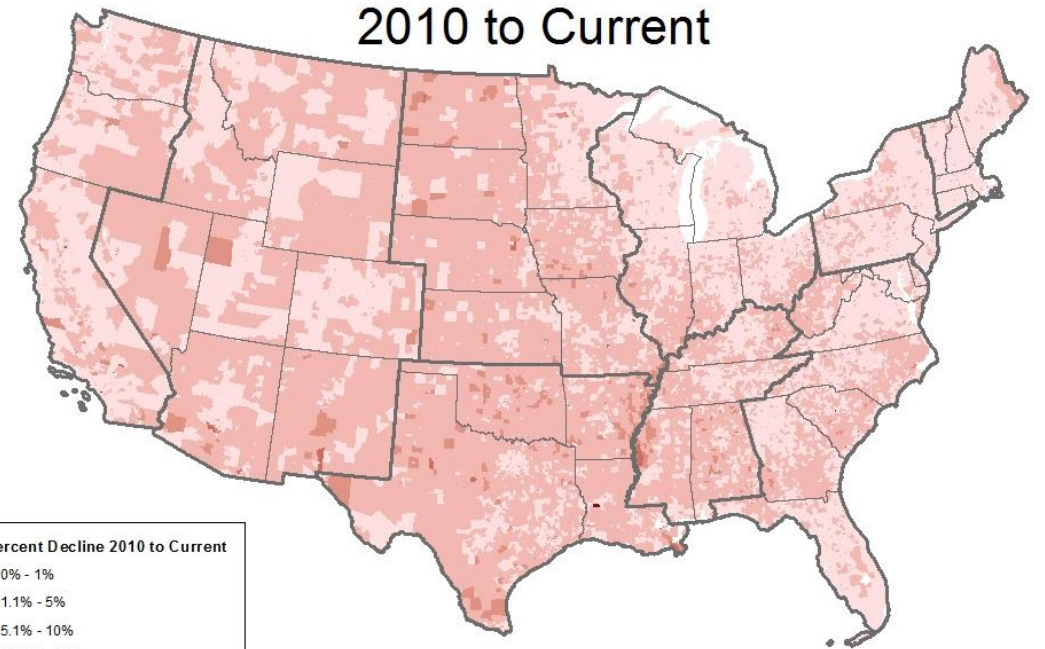 2010 to Current
ercent Decline 2010 to Current
0% - 1%
1.1% - 5%
5.1% - 10%